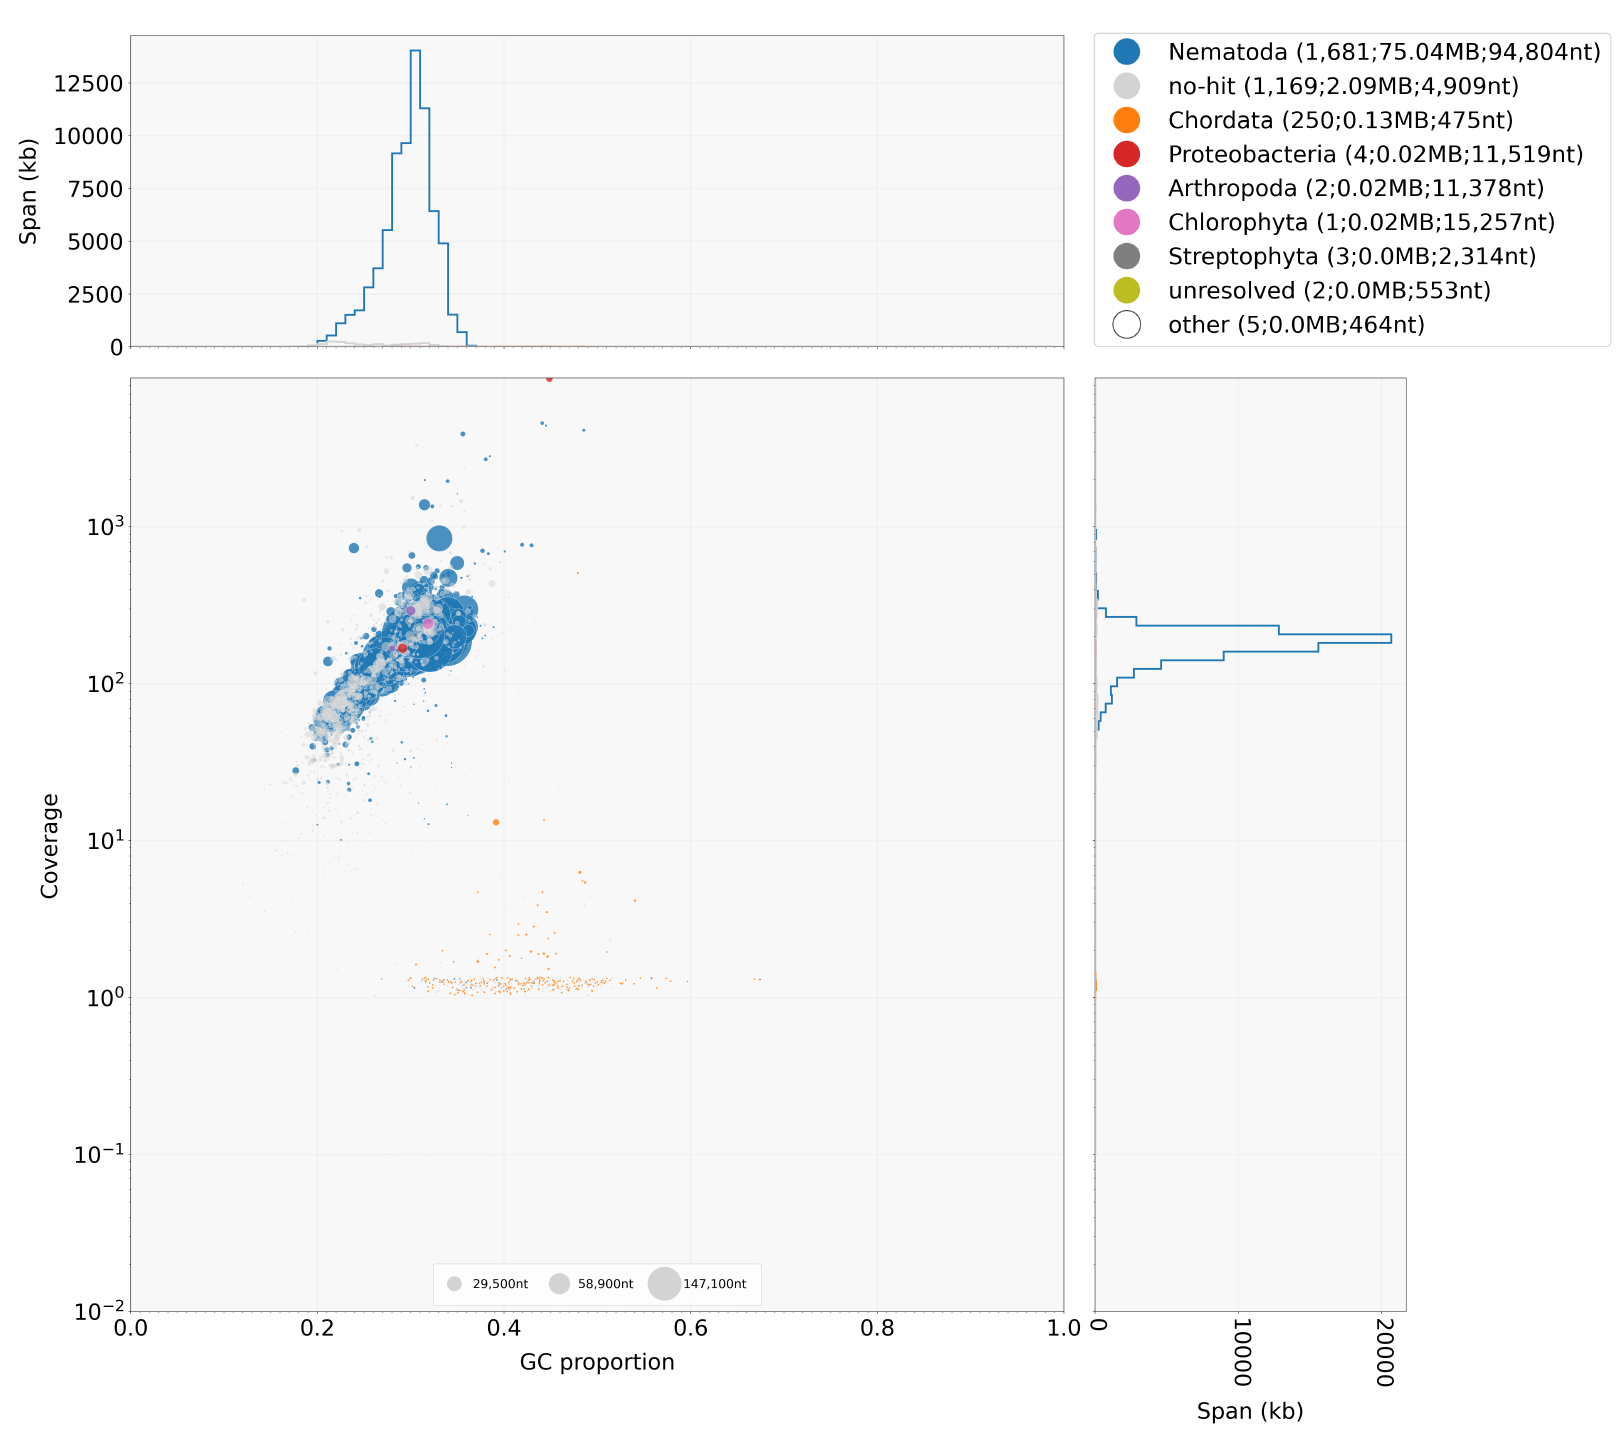 Span (kb)
12500
10000
7500
5000
2500
0
Nematoda (1,681;75.04MB;94,804nt)
no-hit (1,169;2.09MB;4,909nt)
Chordata (250;0.13MB;475nt)
Proteobacteria (4;0.02MB;11,519nt)
Arthropoda (2;0.02MB;11,378nt)
Chlorophyta (1;0.02MB;15,257nt)
Streptophyta (3;0.0MB;2,314nt)
unresolved (2;0.0MB;553nt)
other (5;0.0MB;464nt)
Coverage
10³
10²
10¹
10⁰
10⁻¹
10⁻²
29,500nt 58,900nt 147,100nt
0.0 0.2 0.4 0.6 0.8 1.0
GC proportion
0 10000 20000
Span (kb)